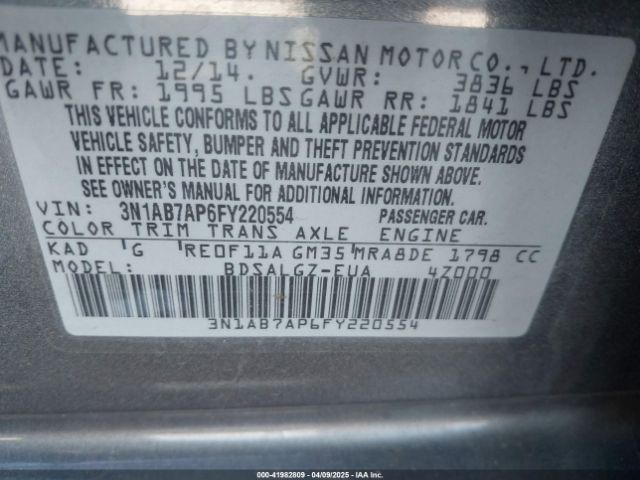 MANUFACTURED BY NISSAN MOTOR CO., LTD.
DATE: 12/14. GVWR: 3836 LBS
GAWR FR: 1995 LBS GAWR RR: 1841 LBS
THIS VEHICLE CONFORMS TO ALL APPLICABLE FEDERAL MOTOR
VEHICLE SAFETY, BUMPER AND THEFT PREVENTION STANDARDS
IN EFFECT ON THE DATE OF MANUFACTURE SHOWN ABOVE.
SEE OWNER'S MANUAL FOR ADDITIONAL INFORMATION.
VIN: 3N1AB7AP6FY220554 PASSENGER CAR.
COLOR TRIM TRANS AXLE ENGINE
KAD G RE0F11A GM35 MRA8DE 1798 CC
BDSALGZ-EUA 4Z000
3N1AB7AP6FY220554
000-41982809 04/09/2025 IAA Inc.